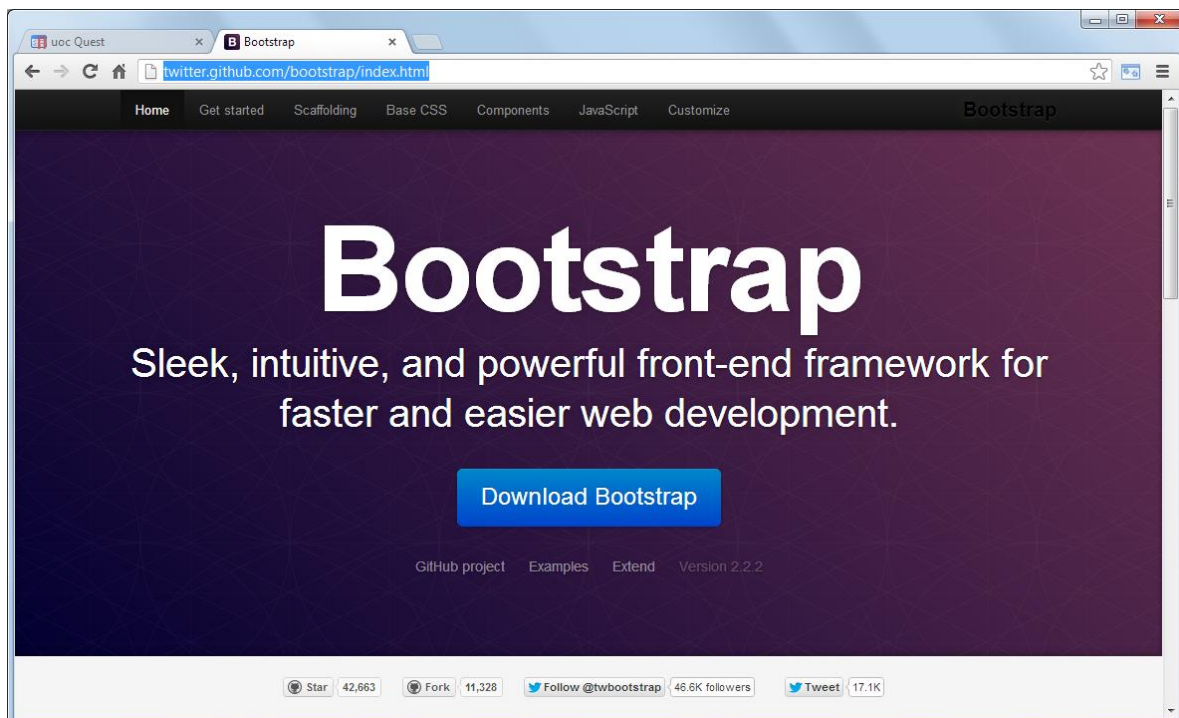 uoc Quest
Bootstrap
twitter.github.com/bootstrap/index.html
Home Get started Scaffolding Base CSS Components JavaScript Customize Bootstrap
Bootstrap
Sleek, intuitive, and powerful front-end framework for
faster and easier web development.
Download Bootstrap
GitHub project Examples Extend Version 2.2.2
Star 42,663 Fork 11,328 Follow @twbootstrap 46.6K followers Tweet 17.1K